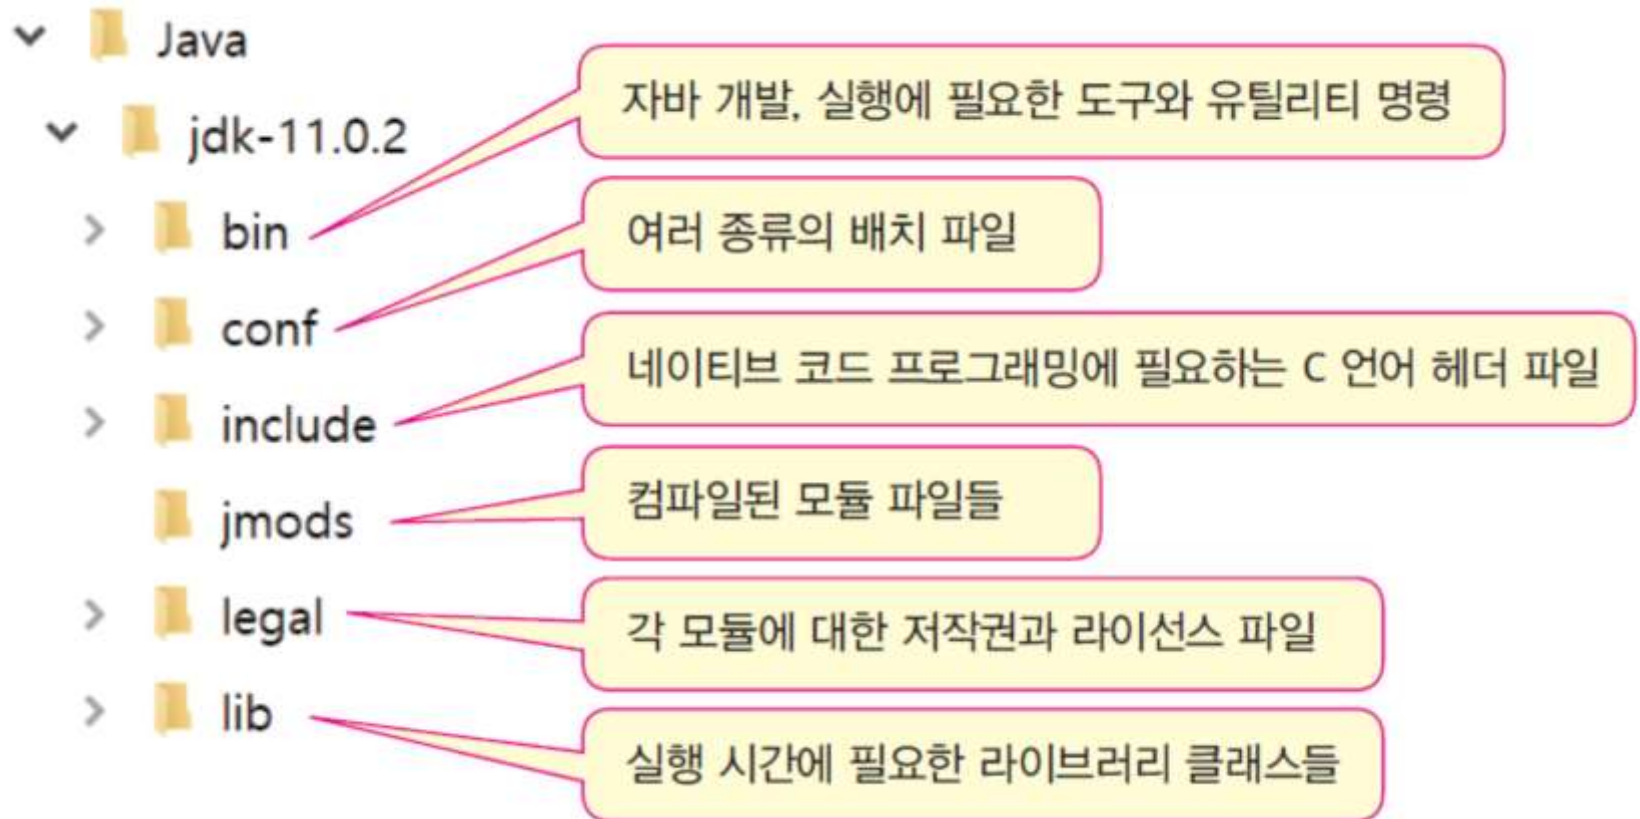 Java
jdk-11.0.2
bin
자바 개발, 실행에 필요한 도구와 유틸리티 명령
conf
여러 종류의 배치 파일
include
네이티브 코드 프로그래밍에 필요하는 C 언어 헤더 파일
jmods
컴파일된 모듈 파일들
legal
각 모듈에 대한 저작권과 라이선스 파일
lib
실행 시간에 필요한 라이브러리 클래스들